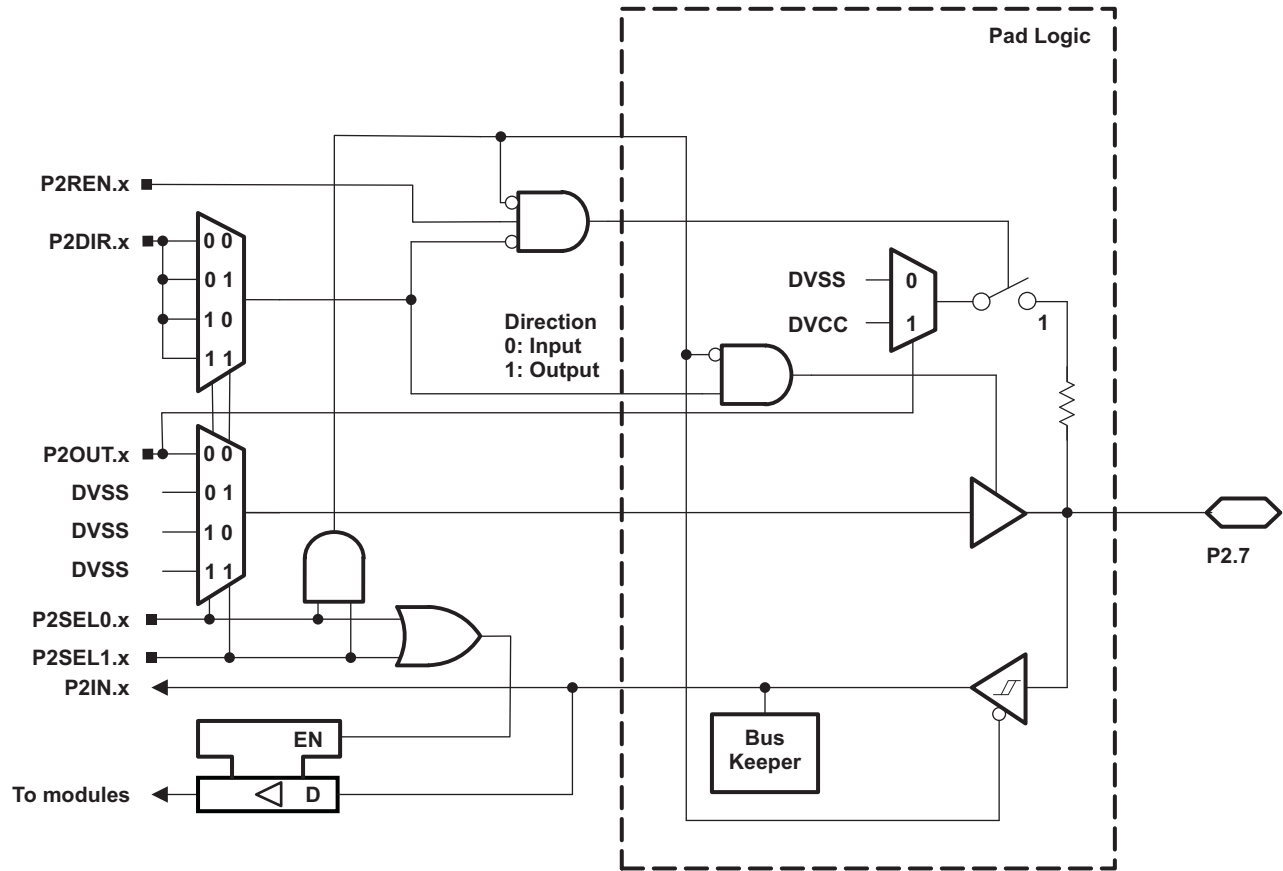 Pad Logic
P2REN.x
P2DIR.x
0 0
0 1
1 0
1 1
DVSS
0
DVCC
1
1
Direction
0: Input
1: Output
P2OUT.x
0 0
DVSS
0 1
DVSS
1 0
DVSS
1 1
P2.7
P2SEL0.x
P2SEL1.x
P2IN.x
Bus
Keeper
EN
To modules
D